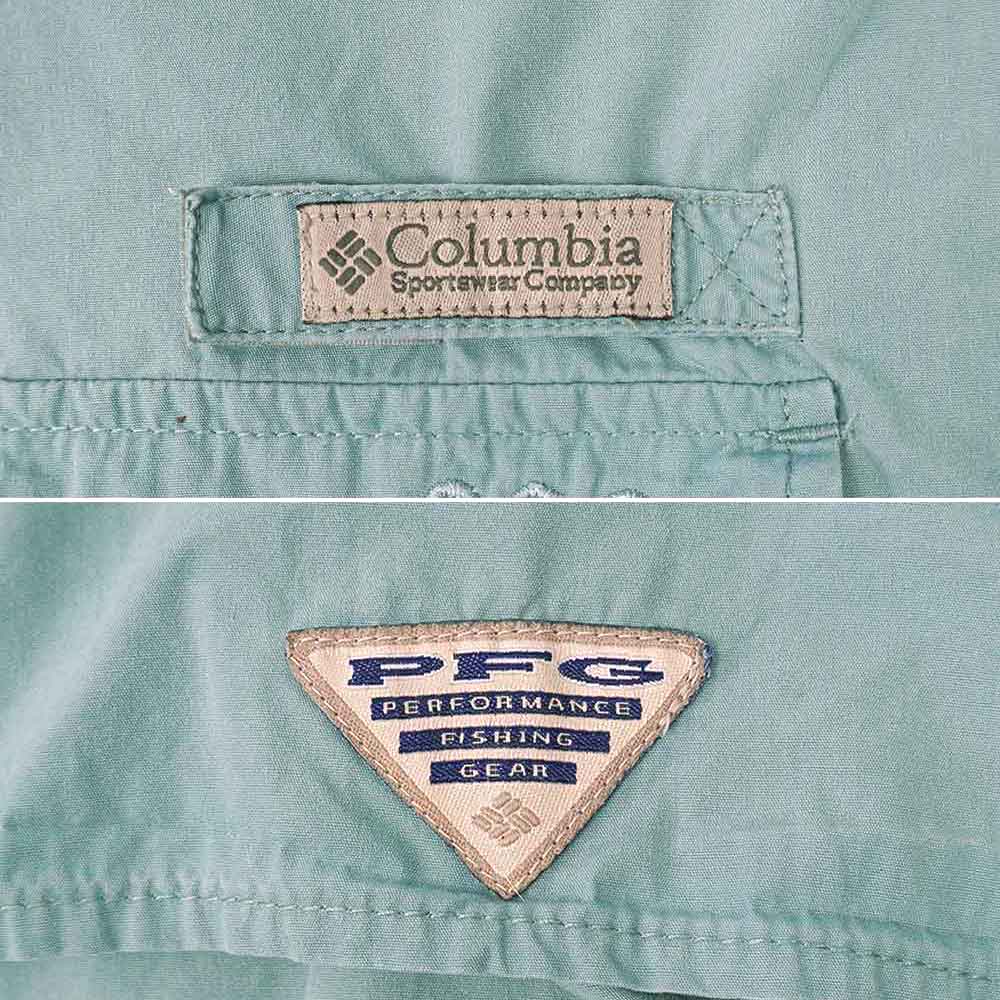 Columbia
Sportswear Company
PFG
PERFORMANCE
FISHING
GEAR